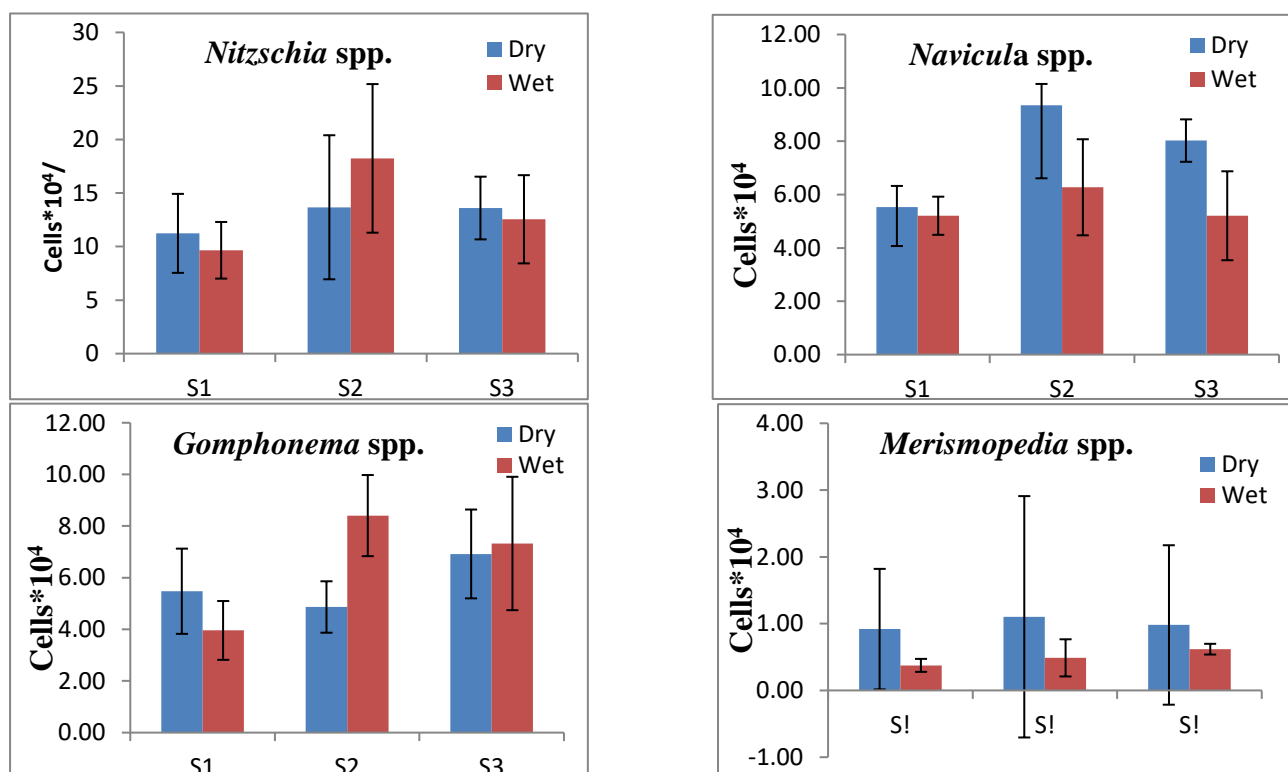 Nitzschia spp.
Dry
Wet
Cells*10⁴/
30
25
20
15
10
5
0
S1 S2 S3
Navicula spp.
Dry
Wet
Cells*10⁴
12.00
10.00
8.00
6.00
4.00
2.00
0.00
S1 S2 S3
Gomphonema spp.
Dry
Wet
Cells*10⁴
12.00
10.00
8.00
6.00
4.00
2.00
0.00
S1 S2 S3
Merismopedia spp.
Dry
Wet
Cells*10⁴
4.00
3.00
2.00
1.00
0.00
-1.00
S! S! S!